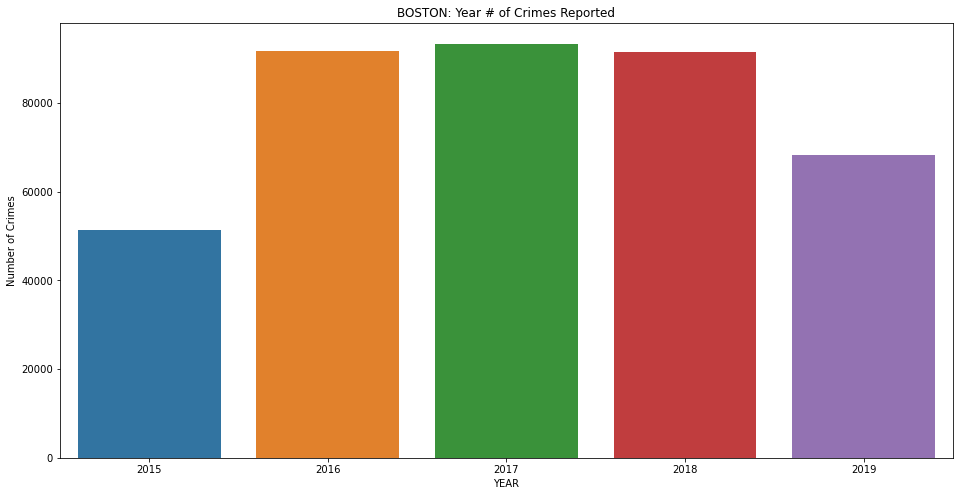 BOSTON: Year # of Crimes Reported
Number of Crimes
80000
60000
40000
20000
0
2015 2016 2017 2018 2019
YEAR